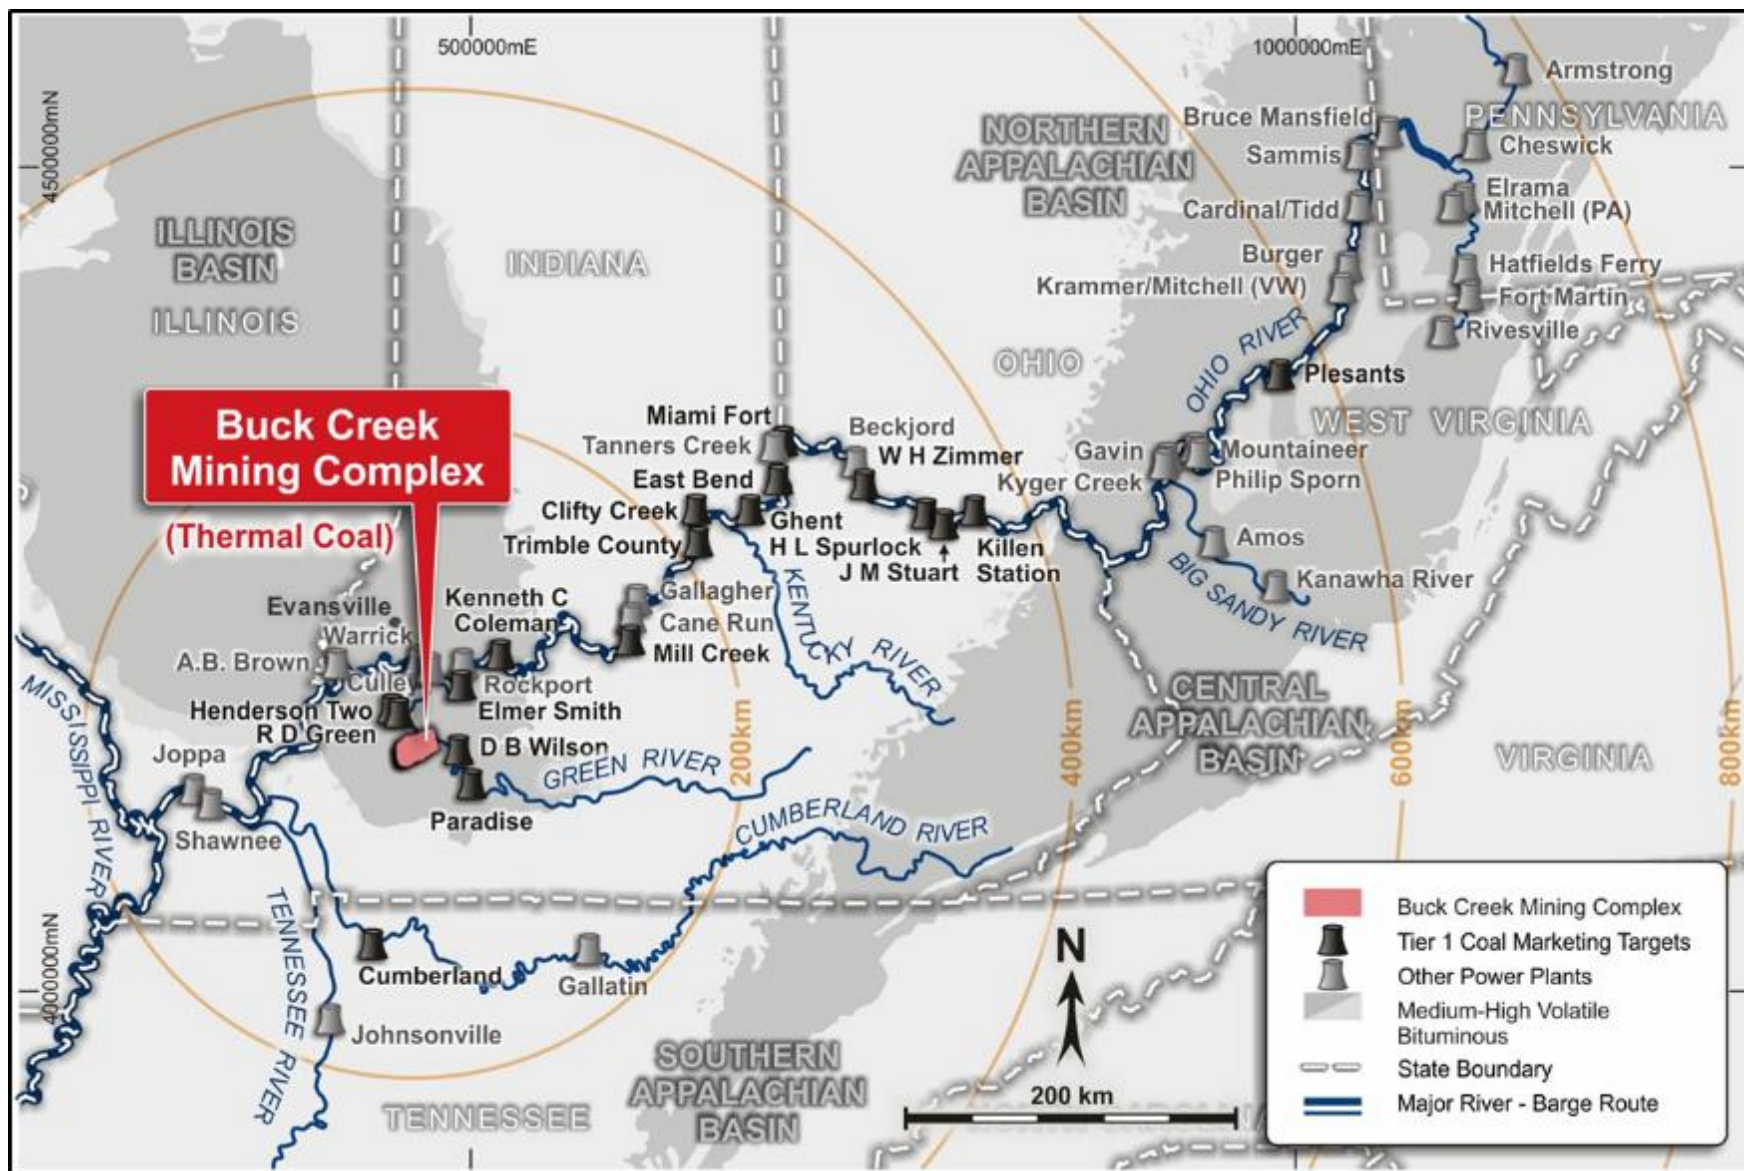 500000mE
1000000mE
4500000mN
4000000mN
Armstrong
PENNSYLVANIA
Bruce Mansfield
Cheswick
Sammis
NORTHERN
APPALACHIAN
BASIN
Elrama
Mitchell (PA)
Cardinal/Tidd
ILLINOIS
BASIN
ILLINOIS
INDIANA
Burger
Krammer/Mitchell (VW)
Hatfields Ferry
Fort Martin
Rivesville
OHIO
OHIO RIVER
Plesants
WEST VIRGINIA
Buck Creek
Mining Complex
(Thermal Coal)
Miami Fort
Tanners Creek
Beckjord
W H Zimmer
East Bend
Clifty Creek
Trimble County
Ghent
H L Spurlock
J M Stuart
Killen
Station
Gavin
Kyger Creek
Mountaineer
Philip Sporn
Amos
Kanawha River
BIG SANDY RIVER
KENTUCKY RIVER
Gallagher
Cane Run
Mill Creek
Kenneth C
Coleman
Evansville
Warrick
A.B. Brown
Culley
Rockport
Elmer Smith
Henderson Two
R D Green
D B Wilson
Paradise
GREEN RIVER
200km
400km
600km
800km
CENTRAL
APPALACHIAN
BASIN
VIRGINIA
MISSISSIPPI RIVER
Joppa
Shawnee
CUMBERLAND RIVER
TENNESSEE RIVER
Cumberland
Gallatin
Johnsonville
TENNESSEE
SOUTHERN
APPALACHIAN
BASIN
N
200 km
Buck Creek Mining Complex
Tier 1 Coal Marketing Targets
Other Power Plants
Medium-High Volatile
Bituminous
State Boundary
Major River - Barge Route